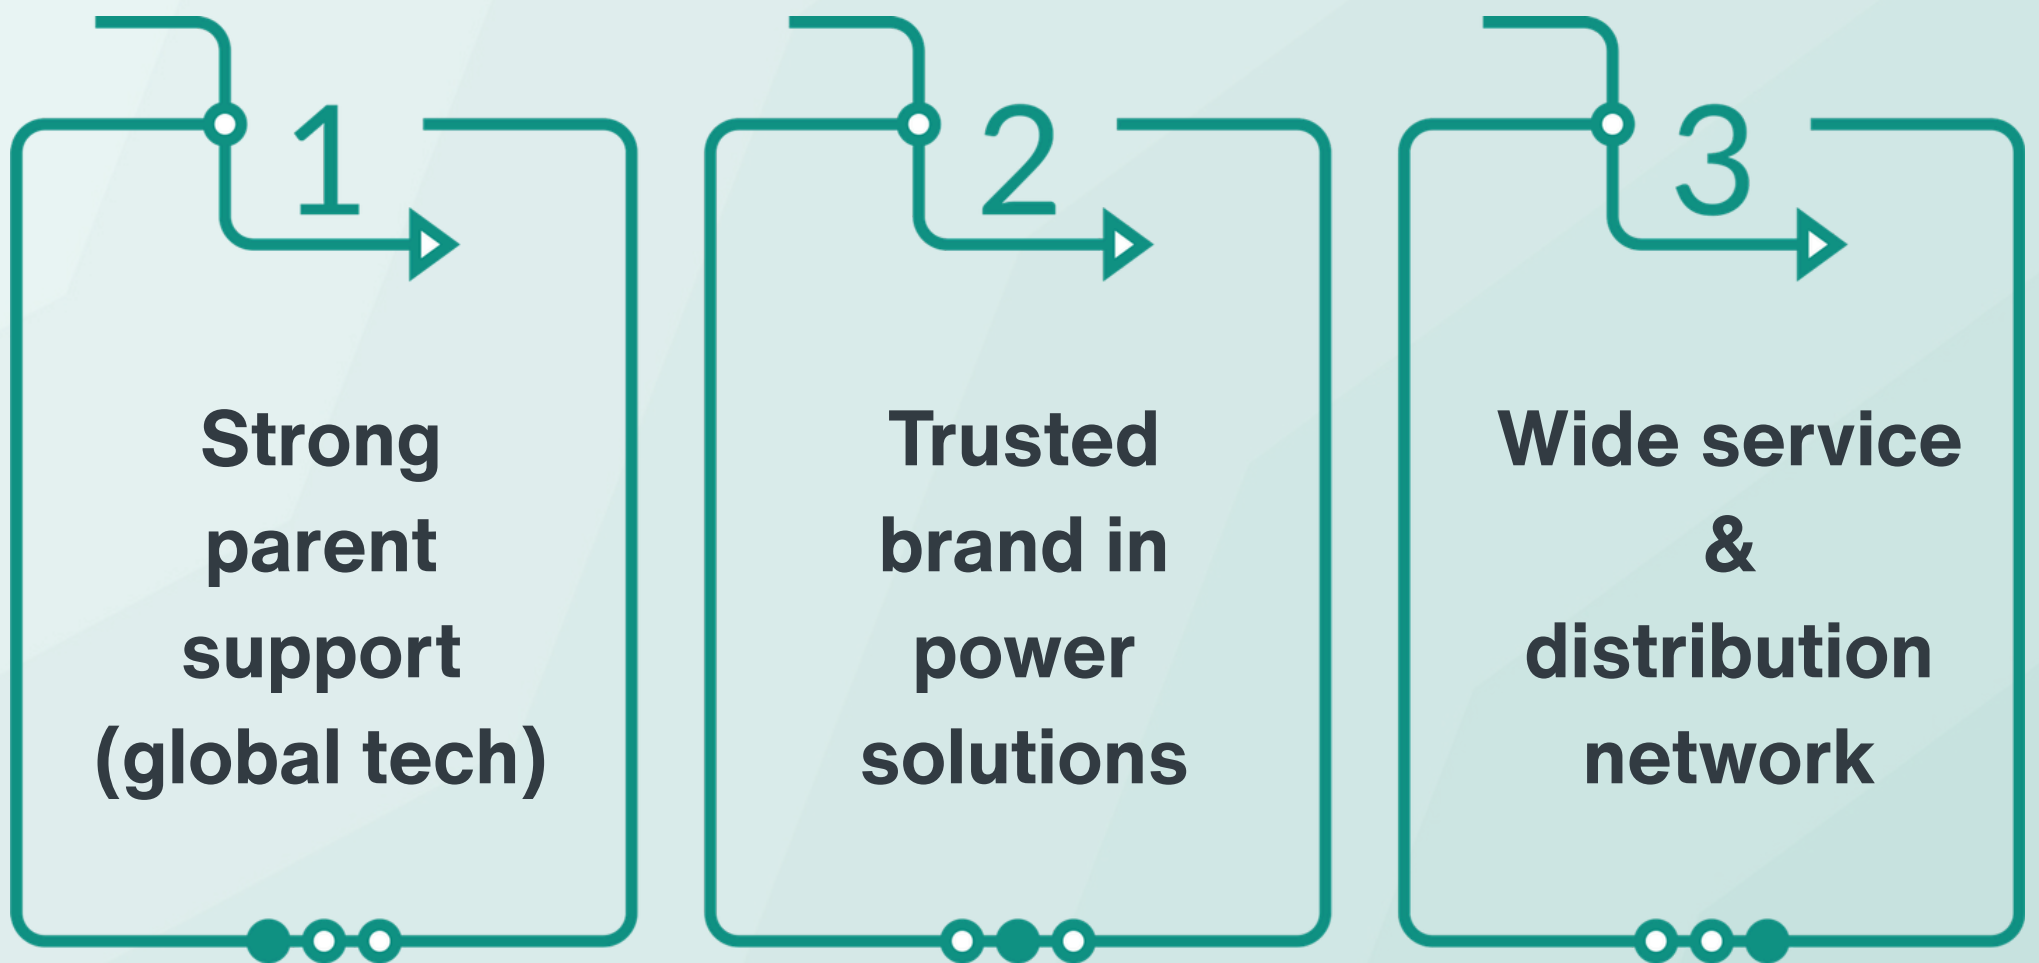 1
Strong
parent
support
(global tech)
2
Trusted
brand in
power
solutions
3
Wide service
&
distribution
network